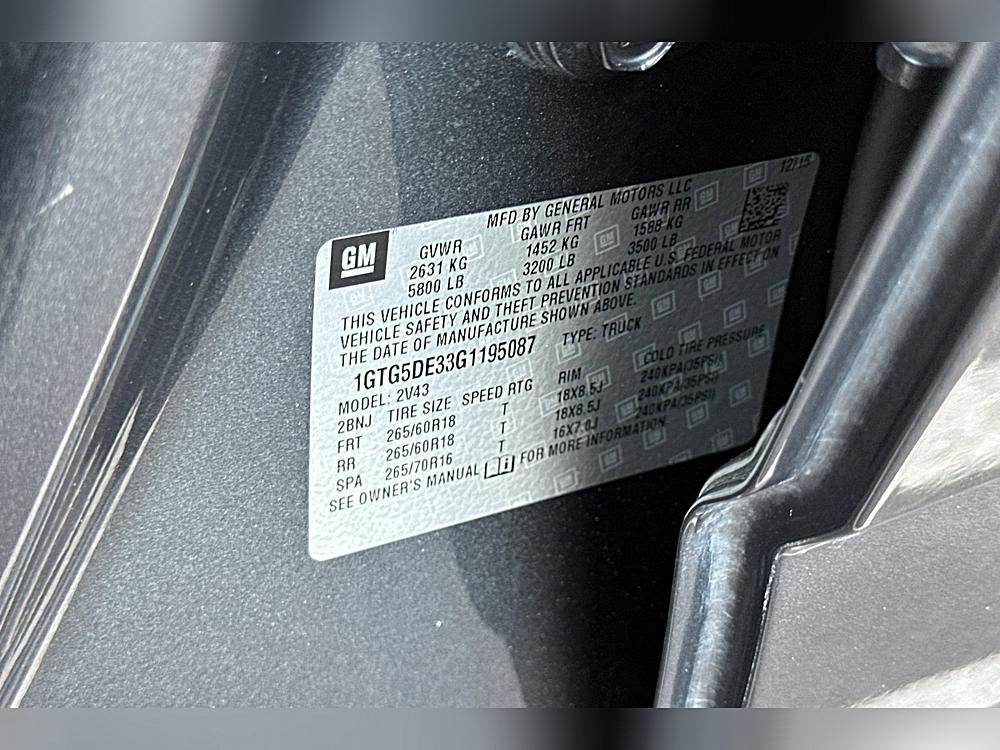 12/15
MFD BY GENERAL MOTORS LLC
GM
GVWR GAWR FRT GAWR RR
2631 KG 1452 KG 1588 KG
5800 LB 3200 LB 3500 LB
THIS VEHICLE CONFORMS TO ALL APPLICABLE U.S. FEDERAL MOTOR
VEHICLE SAFETY AND THEFT PREVENTION STANDARDS IN EFFECT ON
THE DATE OF MANUFACTURE SHOWN ABOVE.
1GTG5DE33G1195087 TYPE: TRUCK
MODEL: 2V43
2BNJ TIRE SIZE SPEED RTG RIM COLD TIRE PRESSURE
FRT 265/60R18 T 18X8.5J 240KPA(35PSI)
RR 265/60R18 T 18X8.5J 240KPA(35PSI)
SPA 265/70R16 T 16X7.0J 240KPA(35PSI)
SEE OWNER'S MANUAL i FOR MORE INFORMATION.